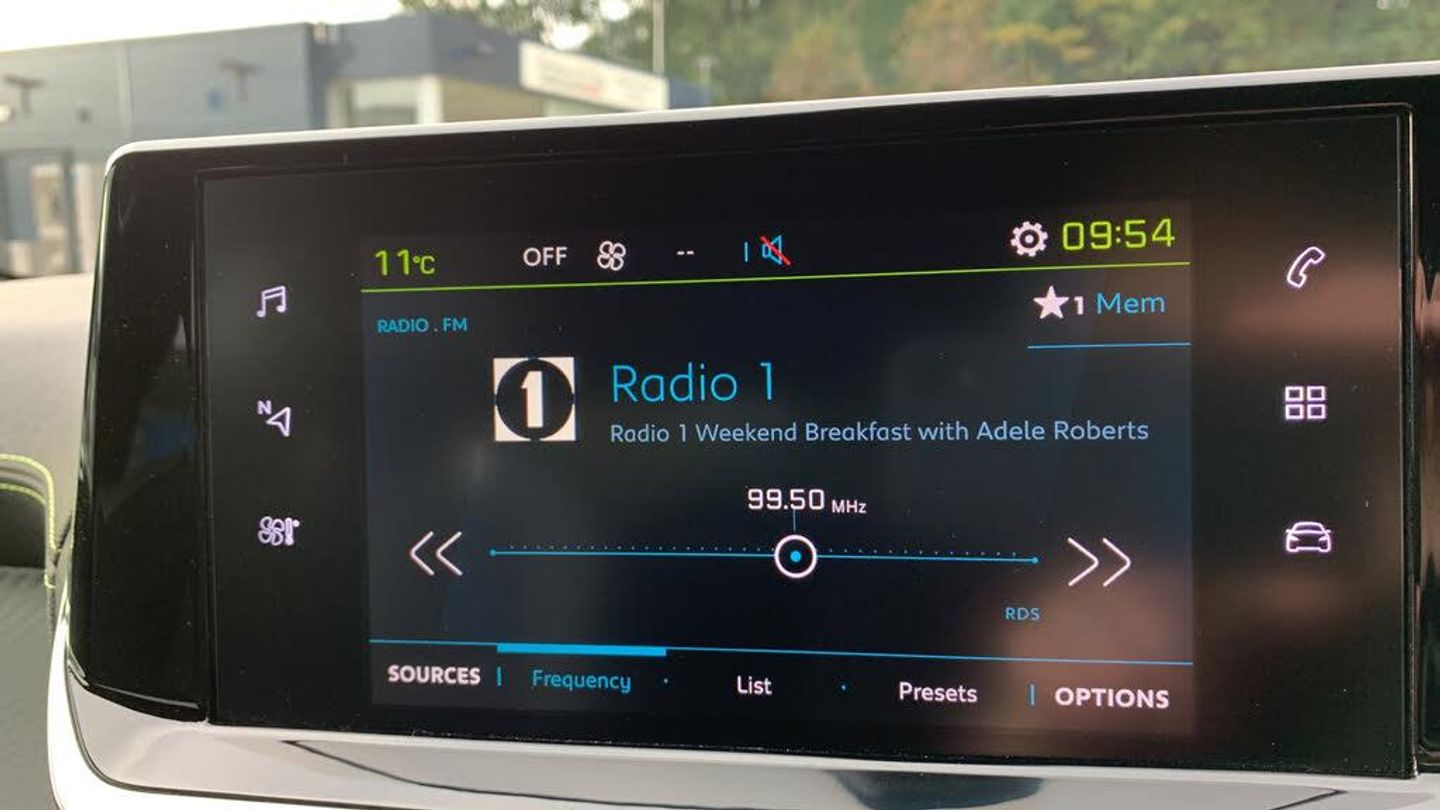 11°C OFF -- 09:54
RADIO . FM
1 Mem
1
Radio 1
Radio 1 Weekend Breakfast with Adele Roberts
N
99.50 MHz
RDS
SOURCES Frequency · List · Presets OPTIONS